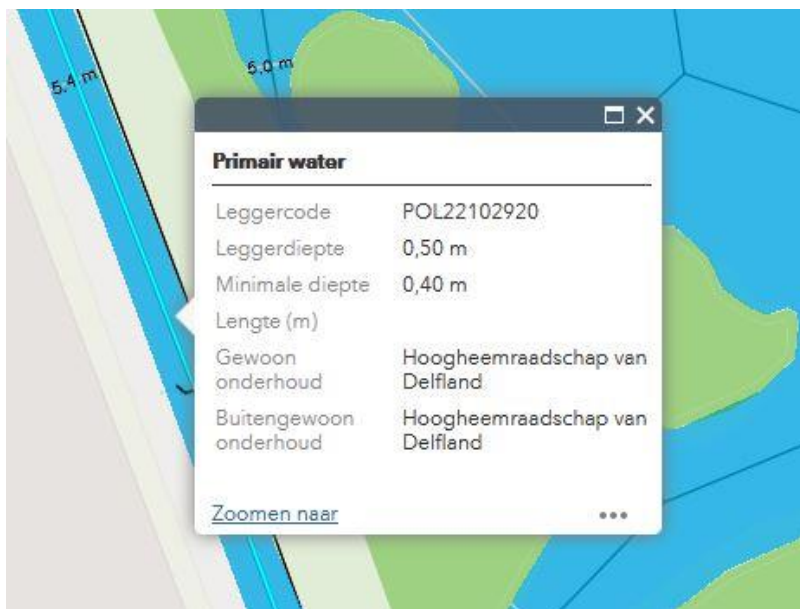 5,4 m
5,0 m
Primair water
Leggercode POL22102920
Leggerdiepte 0,50 m
Minimale diepte 0,40 m
Lengte (m)
Gewoon Hoogheemraadschap van
onderhoud Delfland
Buitengewoon Hoogheemraadschap van
onderhoud Delfland
Zoomen naar